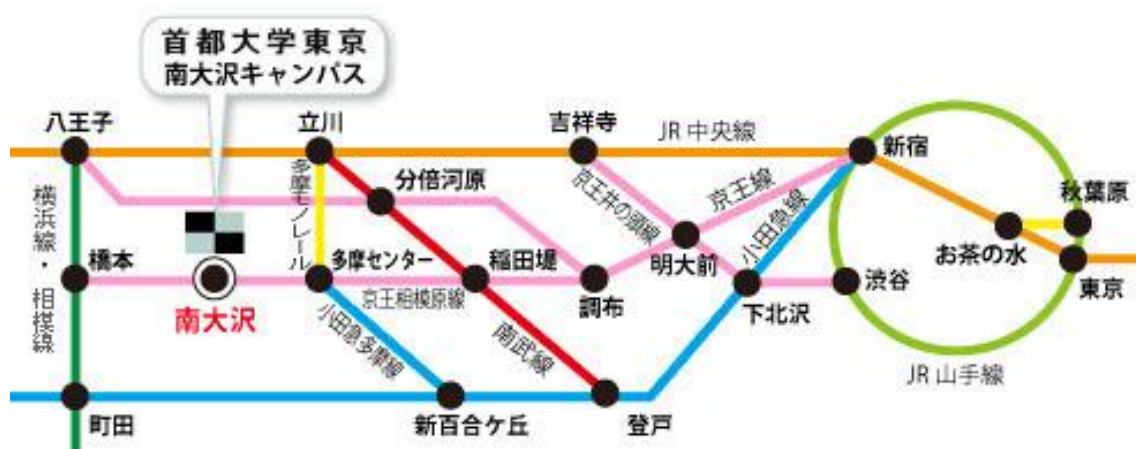 首都大学東京
南大沢キャンパス
八王子
立川
吉祥寺
JR中央線
新宿
横浜線・相模線
多摩モノレール
分倍河原
京王井の頭線
京王線
小田急線
秋葉原
お茶の水
橋本
多摩センター
稲田堤
明大前
東京
南大沢
京王相模原線
調布
下北沢
渋谷
小田急多摩線
南武線
JR山手線
町田
新百合ケ丘
登戸